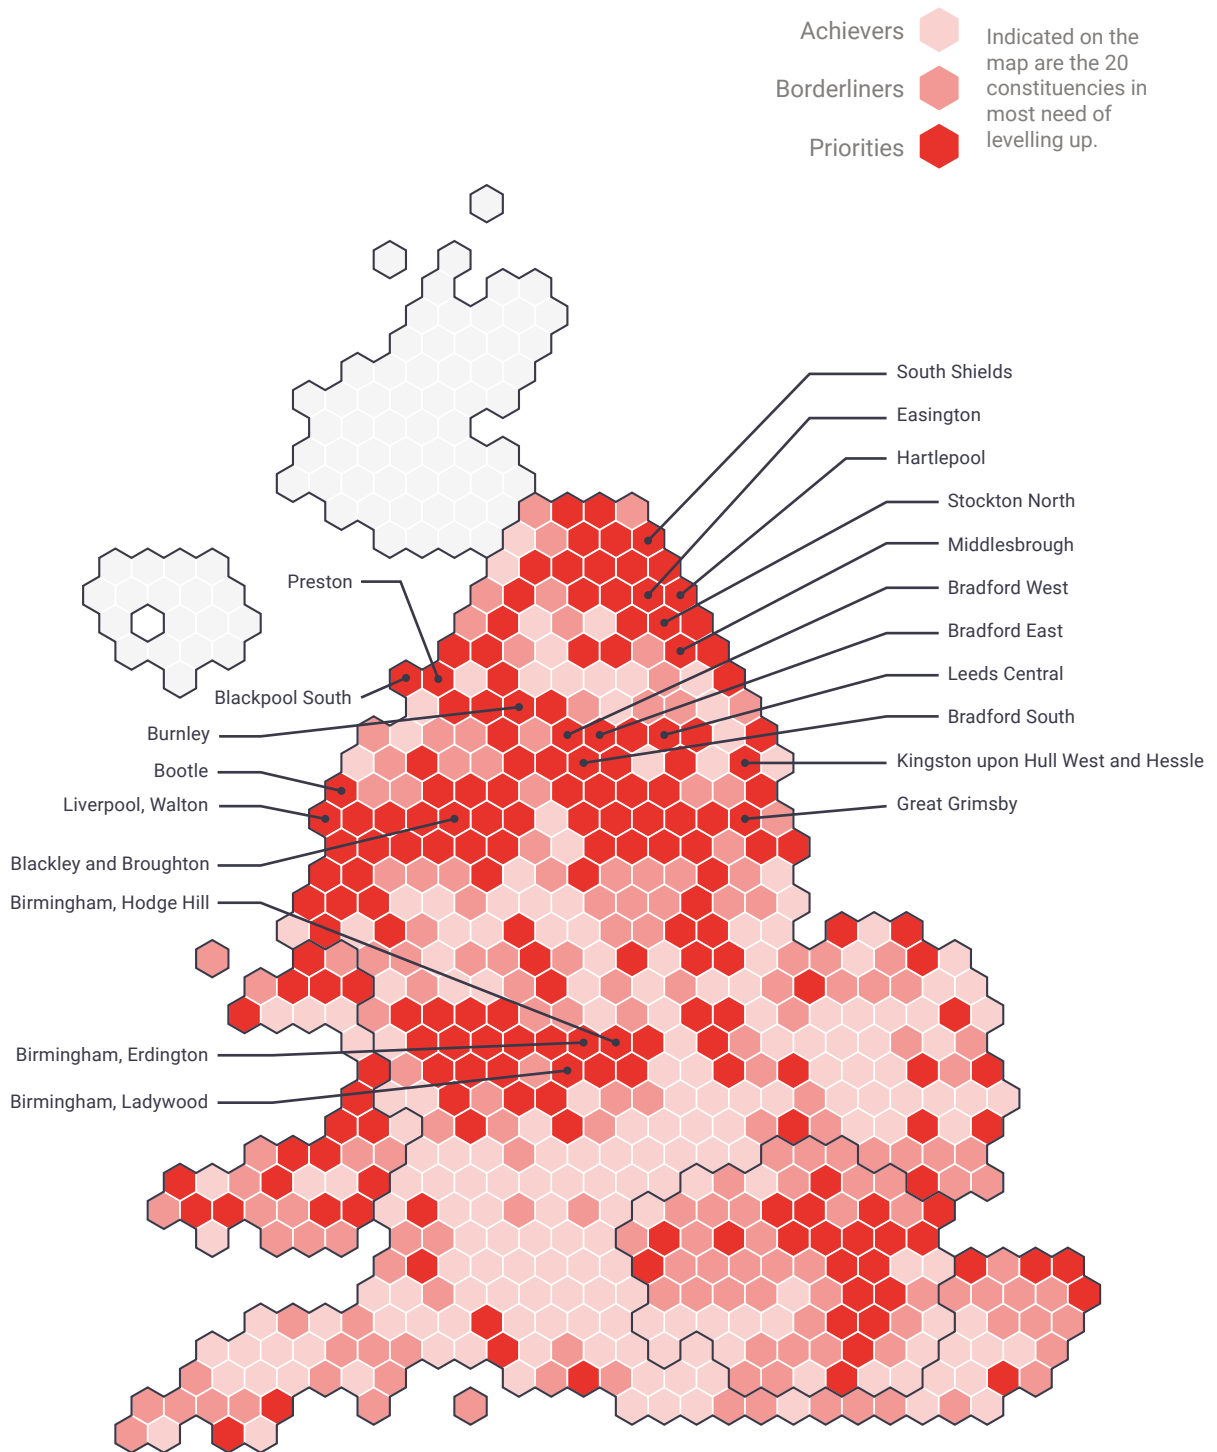 Achievers
Borderliners
Priorities
Indicated on the
map are the 20
constituencies in
most need of
levelling up.
South Shields
Easington
Hartlepool
Stockton North
Middlesbrough
Bradford West
Bradford East
Leeds Central
Bradford South
Kingston upon Hull West and Hessle
Great Grimsby
Preston
Blackpool South
Burnley
Bootle
Liverpool, Walton
Blackley and Broughton
Birmingham, Hodge Hill
Birmingham, Erdington
Birmingham, Ladywood